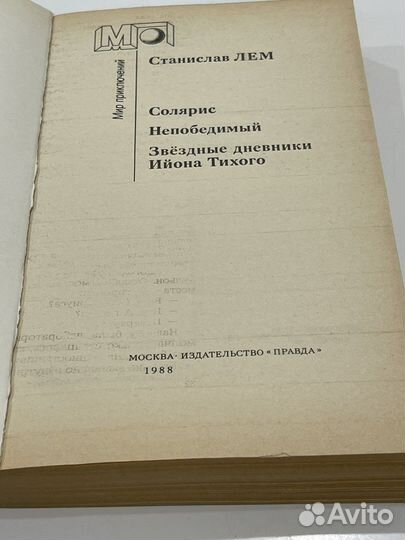 МП
Мир приключений
Станислав ЛЕМ
Солярис
Непобедимый
Звёздные дневники
Ийона Тихого
МОСКВА · ИЗДАТЕЛЬСТВО «ПРАВДА»
1988
Avito